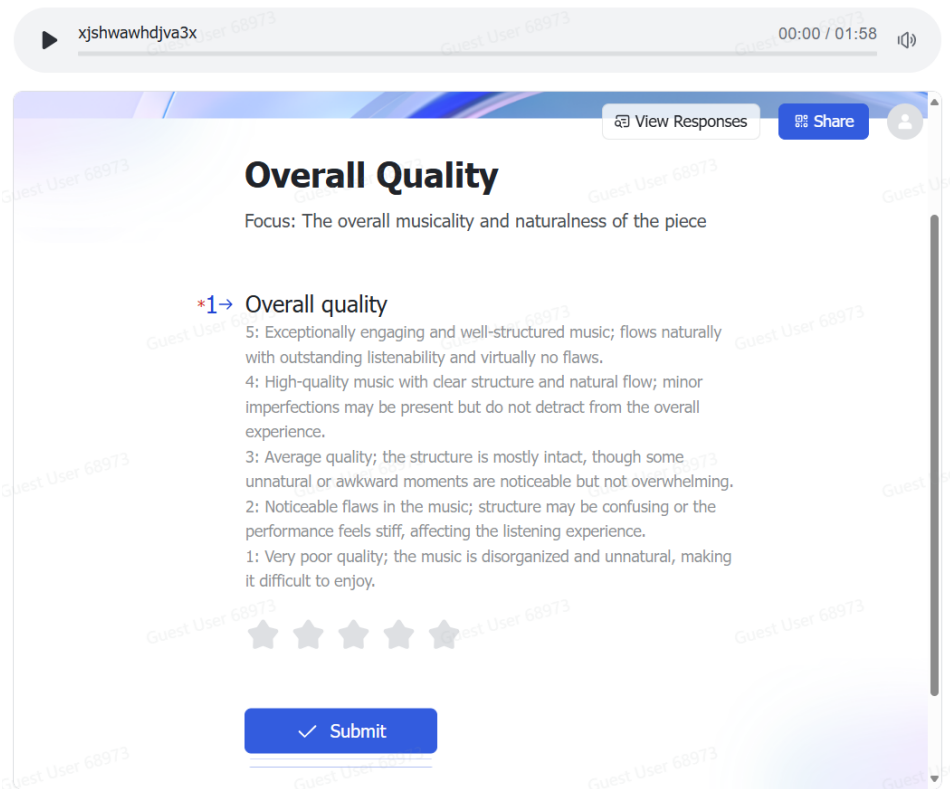 xjshwawhdjva3x
00:00 / 01:58
View Responses
Share
Overall Quality
Focus: The overall musicality and naturalness of the piece
*1→ Overall quality
5: Exceptionally engaging and well-structured music; flows naturally
with outstanding listenability and virtually no flaws.
4: High-quality music with clear structure and natural flow; minor
imperfections may be present but do not detract from the overall
experience.
3: Average quality; the structure is mostly intact, though some
unnatural or awkward moments are noticeable but not overwhelming.
2: Noticeable flaws in the music; structure may be confusing or the
performance feels stiff, affecting the listening experience.
1: Very poor quality; the music is disorganized and unnatural, making
it difficult to enjoy.
Submit
Guest User 68973